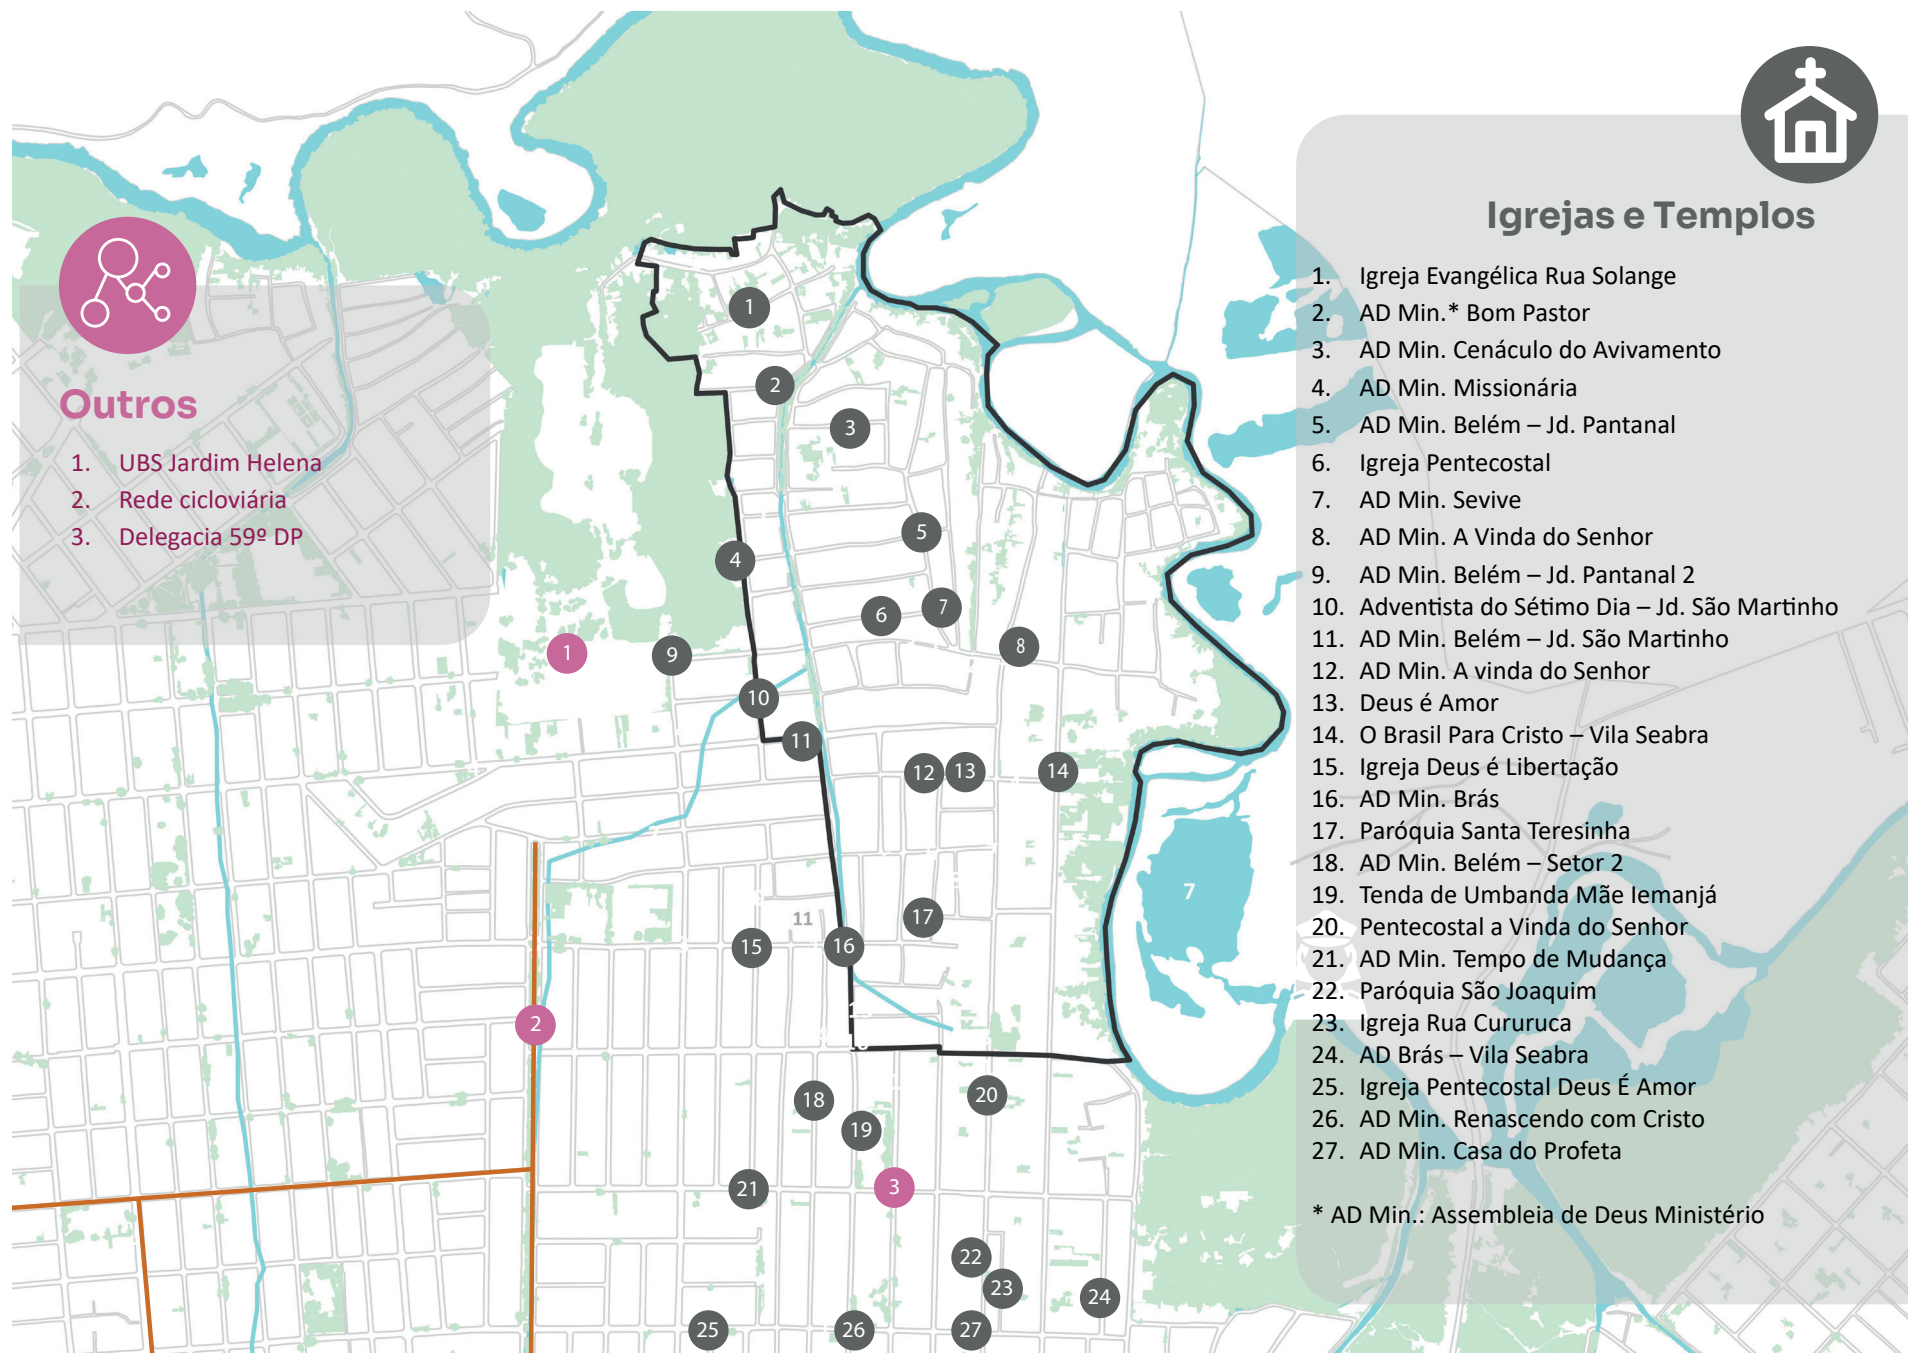 Outros
1. UBS Jardim Helena
2. Rede cicloviária
3. Delegacia 59º DP
Igrejas e Templos
1. Igreja Evangélica Rua Solange
2. AD Min.* Bom Pastor
3. AD Min. Cenáculo do Avivamento
4. AD Min. Missionária
5. AD Min. Belém – Jd. Pantanal
6. Igreja Pentecostal
7. AD Min. Sevive
8. AD Min. A Vinda do Senhor
9. AD Min. Belém – Jd. Pantanal 2
10. Adventista do Sétimo Dia – Jd. São Martinho
11. AD Min. Belém – Jd. São Martinho
12. AD Min. A vinda do Senhor
13. Deus é Amor
14. O Brasil Para Cristo – Vila Seabra
15. Igreja Deus é Libertação
16. AD Min. Brás
17. Paróquia Santa Teresinha
18. AD Min. Belém – Setor 2
19. Tenda de Umbanda Mãe Iemanjá
20. Pentecostal a Vinda do Senhor
21. AD Min. Tempo de Mudança
22. Paróquia São Joaquim
23. Igreja Rua Cururuca
24. AD Brás – Vila Seabra
25. Igreja Pentecostal Deus É Amor
26. AD Min. Renascendo com Cristo
27. AD Min. Casa do Profeta
* AD Min.: Assembleia de Deus Ministério
1
2
3
4
5
6
7
8
1
9
10
11
12
13
14
7
11
17
15
16
2
18
20
19
21
3
22
23
24
25
26
27